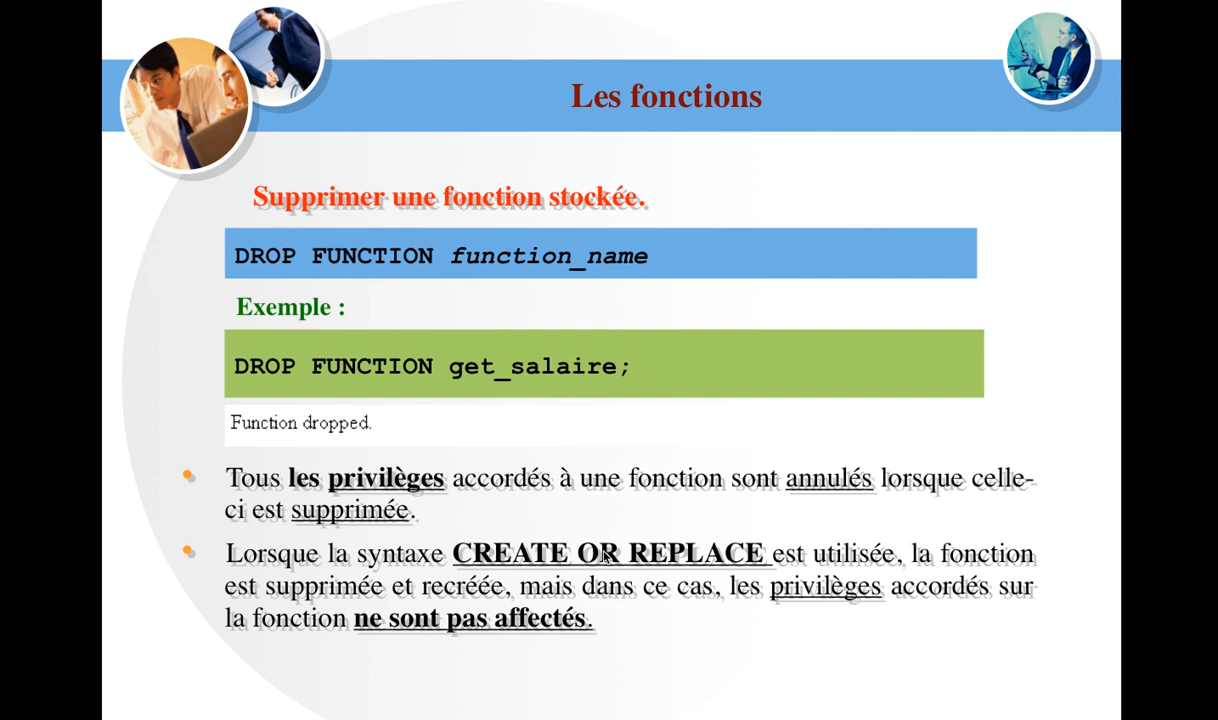 Les fonctions
Supprimer une fonction stockée.
DROP FUNCTION function_name
Exemple :
DROP FUNCTION get_salaire;
Function dropped.
• Tous les privilèges accordés à une fonction sont annulés lorsque celle-
ci est supprimée.
• Lorsque la syntaxe CREATE OR REPLACE est utilisée, la fonction
est supprimée et recréée, mais dans ce cas, les privilèges accordés sur
la fonction ne sont pas affectés.